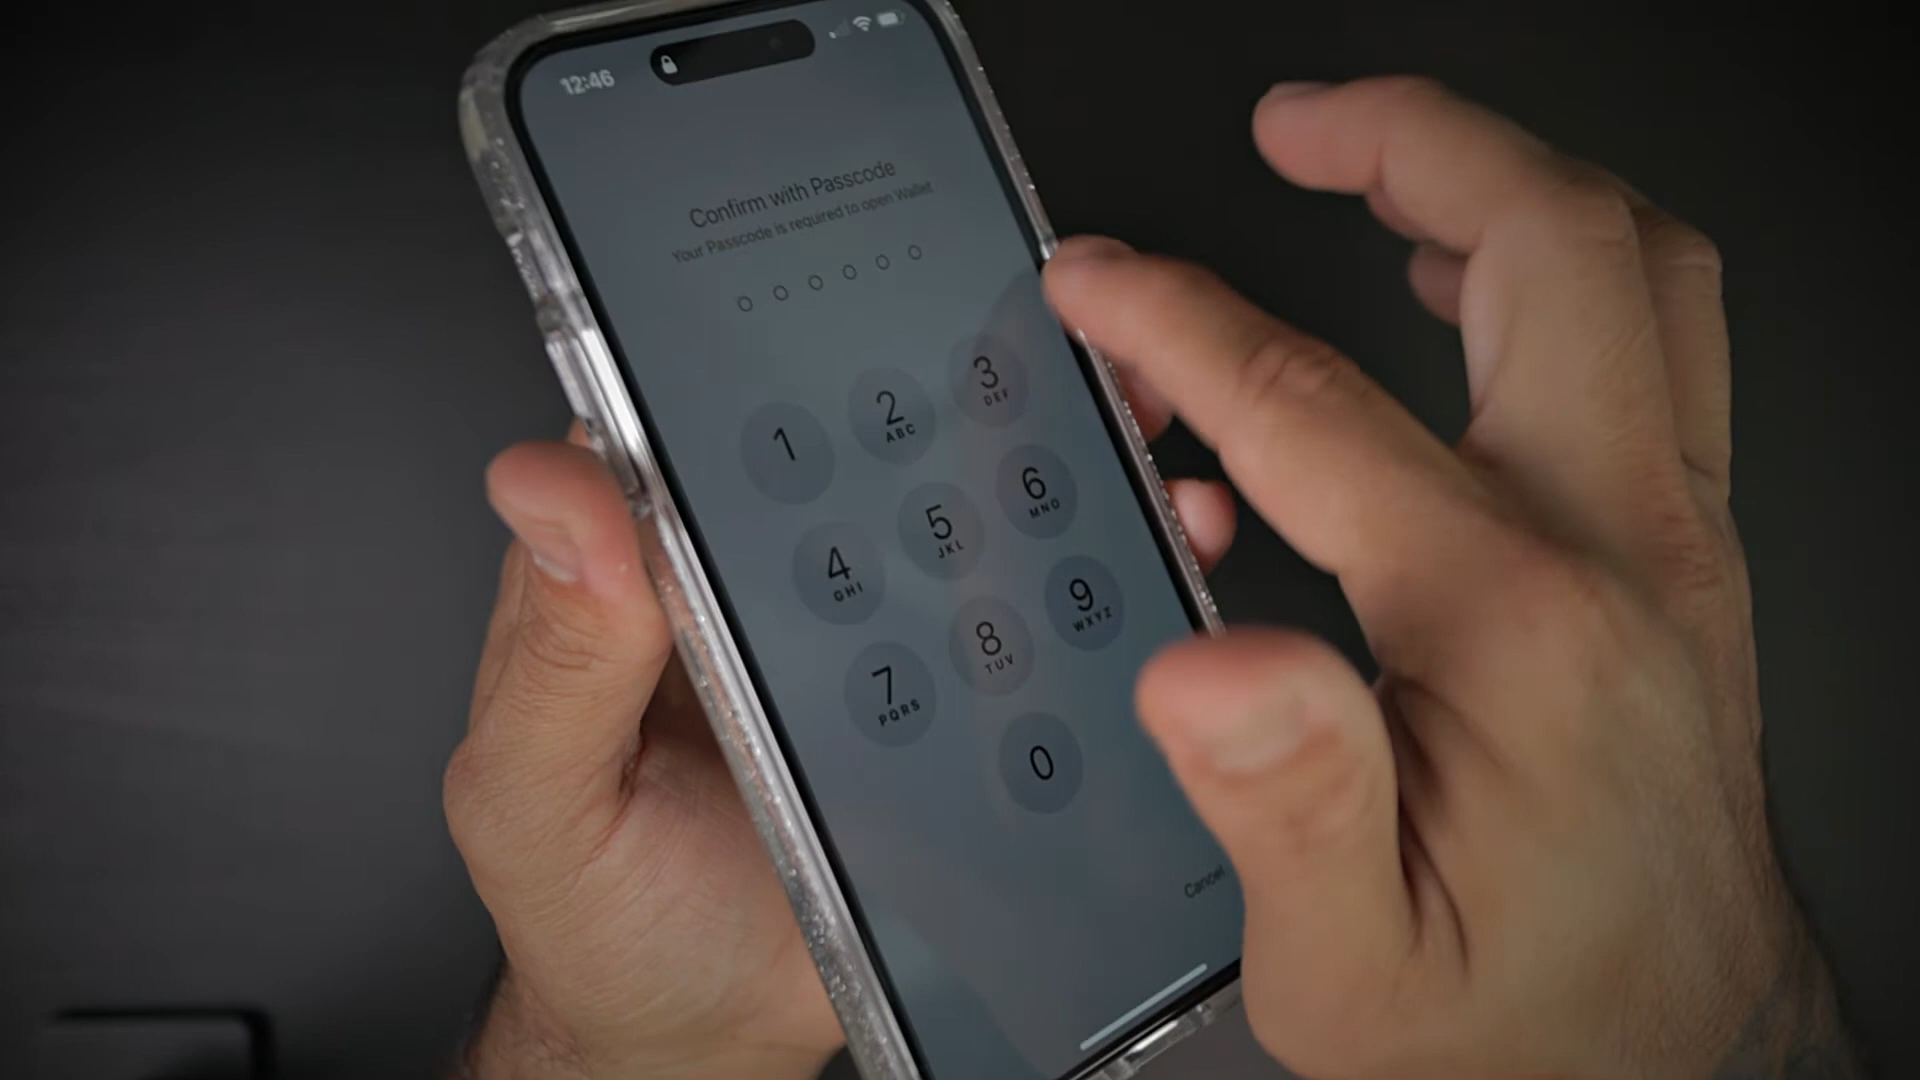 12:46
Confirm with Passcode
Your Passcode is required to open Wallet
1
2
ABC
3
DEF
4
GHI
5
JKL
6
MNO
7
PQRS
8
TUV
9
WXYZ
0
Cancel